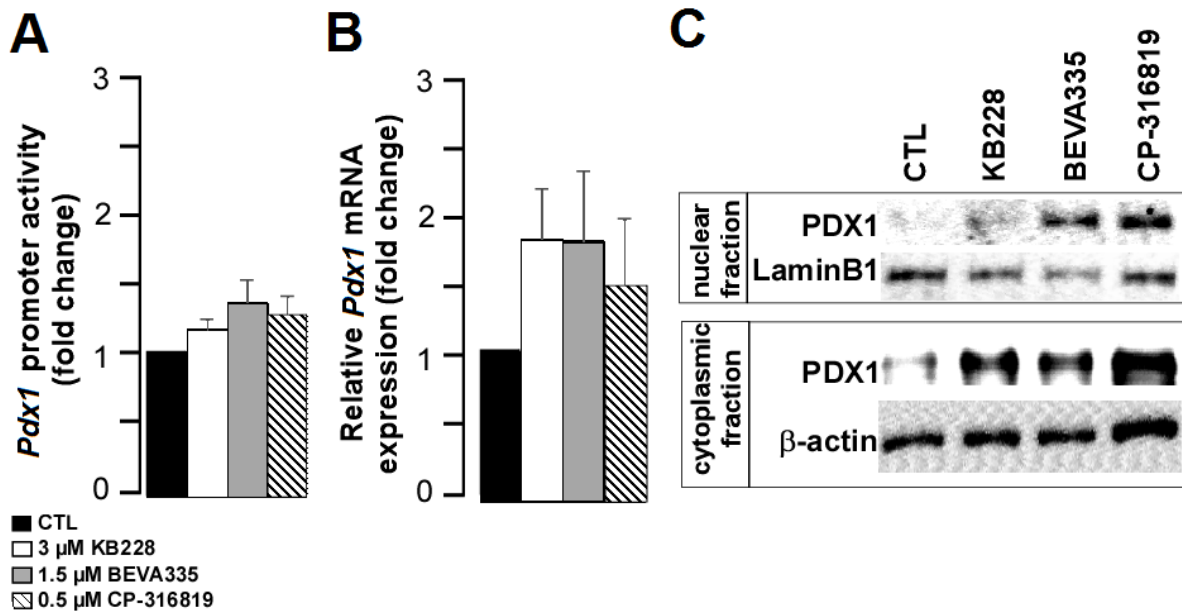 A
Pdx1 promoter activity
(fold change)
3
2
1
0
CTL
3 µM KB228
1.5 µM BEVA335
0.5 µM CP-316819
B
Relative Pdx1 mRNA
expression (fold change)
3
2
1
0
C
CTL
KB228
BEVA335
CP-316819
nuclear
fraction
PDX1
LaminB1
cytoplasmic
fraction
PDX1
β-actin